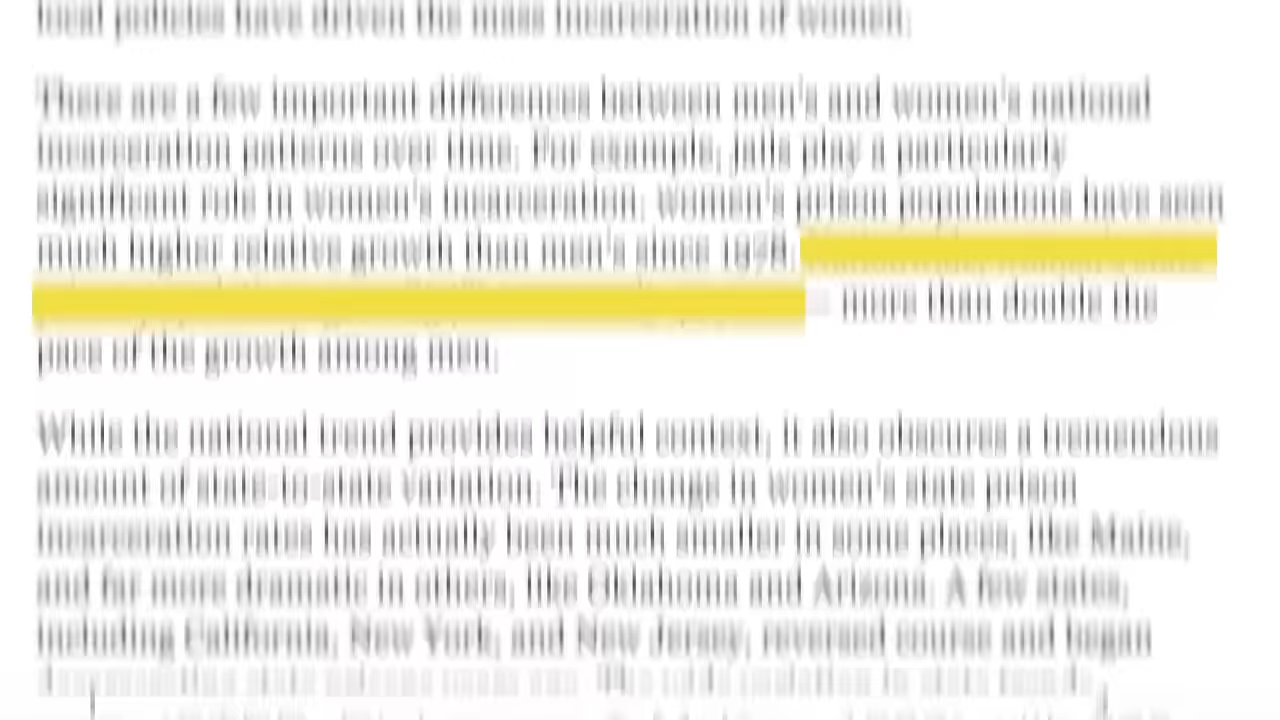 local policies have driven the mass incarceration of women.
There are a few important differences between men's and women's national
incarceration patterns over time. For example, jails play a particularly
significant role in women's incarceration. women's prison populations have seen
much higher relative growth than men's since 1978.
more than double the
pace of the growth among men.
While the national trend provides helpful context, it also obscures a tremendous
amount of state-to-state variation. The change in women's state prison
incarceration rates has actually been much smaller in some places, like Maine,
and far more dramatic in others, like Oklahoma and Arizona. A few states,
including California, New York, and New Jersey, reversed course and began